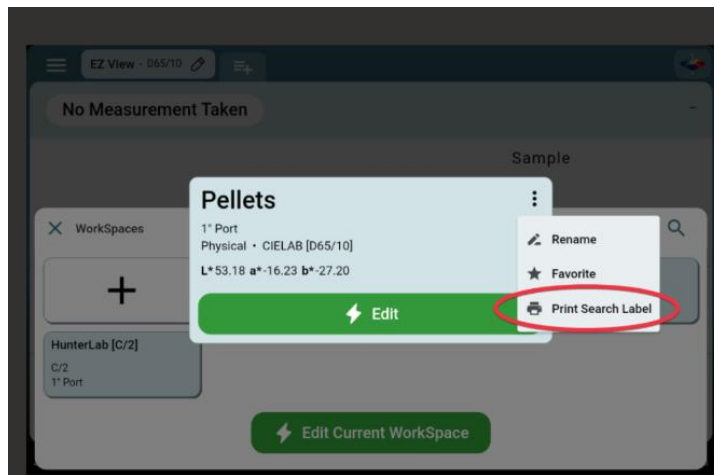 EZ View - D65/10
No Measurement Taken
Sample
Pellets
1" Port
Physical • CIELAB [D65/10]
L*53.18 a*-16.23 b*-27.20
Edit
Rename
Favorite
Print Search Label
WorkSpaces
HunterLab [C/2]
C/2
1" Port
Edit Current WorkSpace